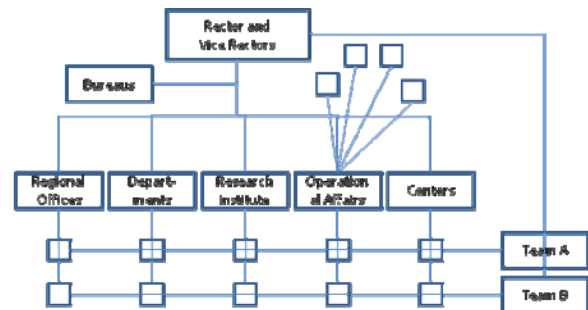 Rector and
Vice Rectors
Bureaus
Regional
Offices
Depart-
ments
Research
Institute
Operation
al Affairs
Centers
Team A
Team B